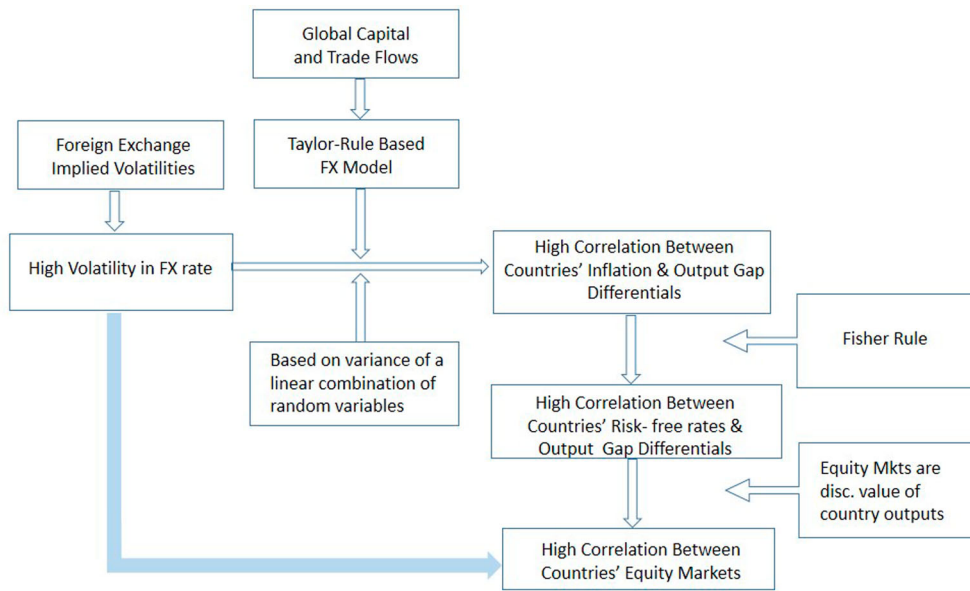 Global Capital
and Trade Flows
Foreign Exchange
Implied Volatilities
Taylor-Rule Based
FX Model
High Volatility in FX rate
High Correlation Between
Countries’ Inflation & Output Gap
Differentials
Fisher Rule
Based on variance of a
linear combination of
random variables
High Correlation Between
Countries’ Risk- free rates &
Output Gap Differentials
Equity Mkts are
disc. value of
country outputs
High Correlation Between
Countries’ Equity Markets